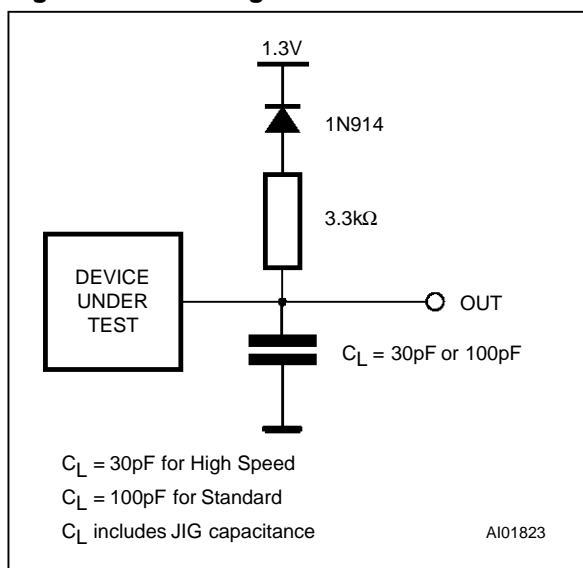 1.3V
1N914
3.3kΩ
DEVICE
UNDER
TEST
OUT
CL = 30pF or 100pF
CL = 30pF for High Speed
CL = 100pF for Standard
CL includes JIG capacitance
AI01823